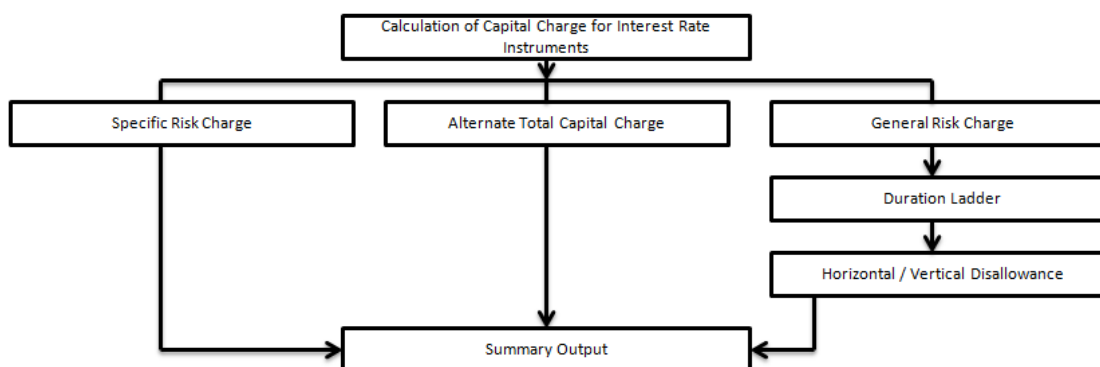 Calculation of Capital Charge for Interest Rate
Instruments
Specific Risk Charge
Alternate Total Capital Charge
General Risk Charge
Duration Ladder
Horizontal / Vertical Disallowance
Summary Output